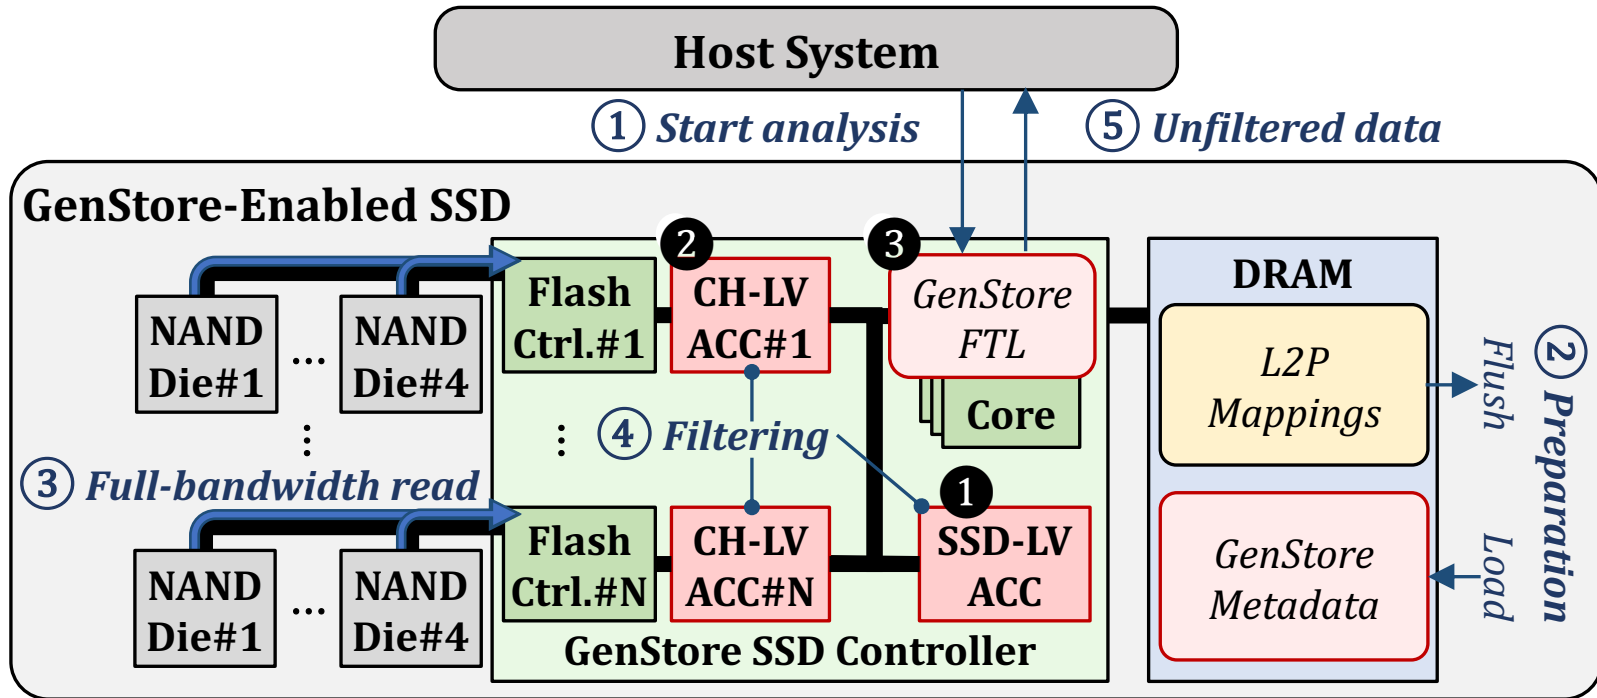 Host System
① Start analysis
⑤ Unfiltered data
GenStore-Enabled SSD
❷
❸
NAND Die#1
...
NAND Die#4
Flash Ctrl.#1
CH-LV ACC#1
GenStore FTL
Core
DRAM
L2P Mappings
Flush
② Preparation
⋮
⋮
④ Filtering
③ Full-bandwidth read
❶
NAND Die#1
...
NAND Die#4
Flash Ctrl.#N
CH-LV ACC#N
SSD-LV ACC
GenStore Metadata
Load
GenStore SSD Controller